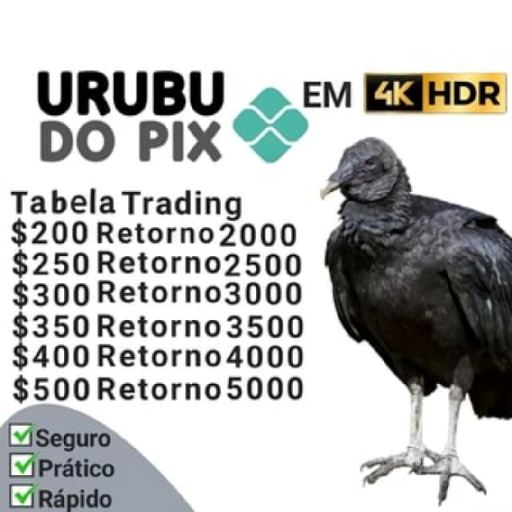 URUBU
DO PIX
EM 4K HDR
Tabela Trading
$200 Retorno 2000
$250 Retorno 2500
$300 Retorno 3000
$350 Retorno 3500
$400 Retorno 4000
$500 Retorno 5000
Seguro
Prático
Rápido